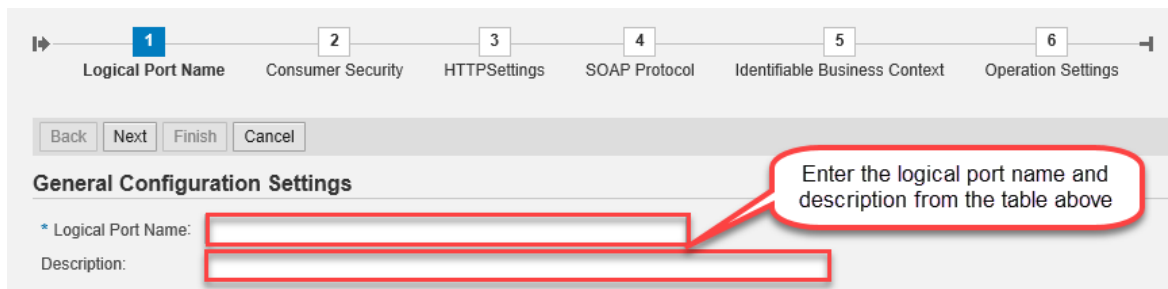 1 2 3 4 5 6
Logical Port Name Consumer Security HTTPSettings SOAP Protocol Identifiable Business Context Operation Settings
Back Next Finish Cancel
General Configuration Settings
Enter the logical port name and
description from the table above
* Logical Port Name:
Description: